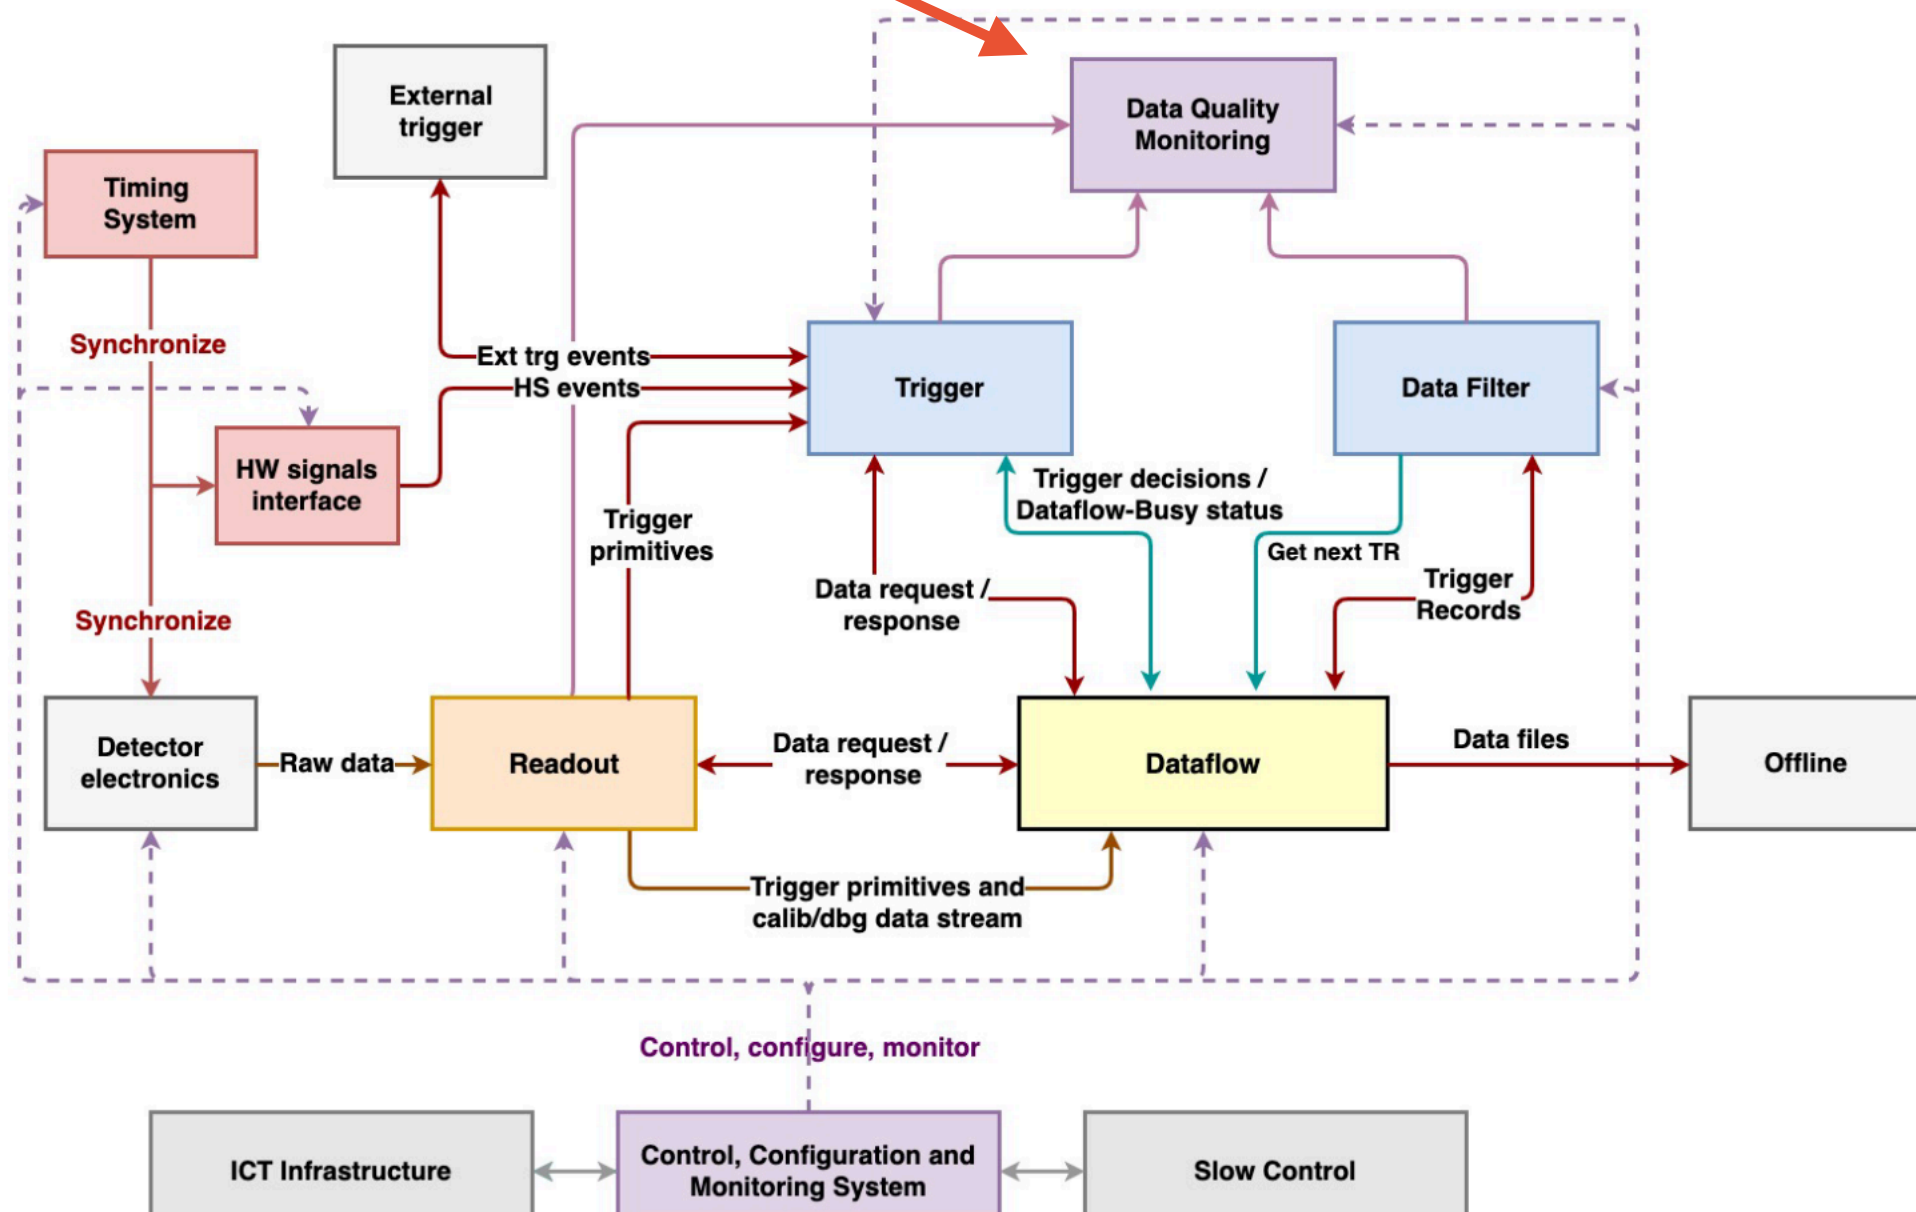 External
trigger
Data Quality
Monitoring
Timing
System
Synchronize
Ext trg events
HS events
Trigger
Data Filter
HW signals
interface
Trigger decisions /
Dataflow-Busy status
Trigger
primitives
Get next TR
Data request /
response
Trigger
Records
Synchronize
Detector
electronics
Raw data
Readout
Data request /
response
Dataflow
Data files
Offline
Trigger primitives and
calib/dbg data stream
Control, configure, monitor
ICT Infrastructure
Control, Configuration and
Monitoring System
Slow Control